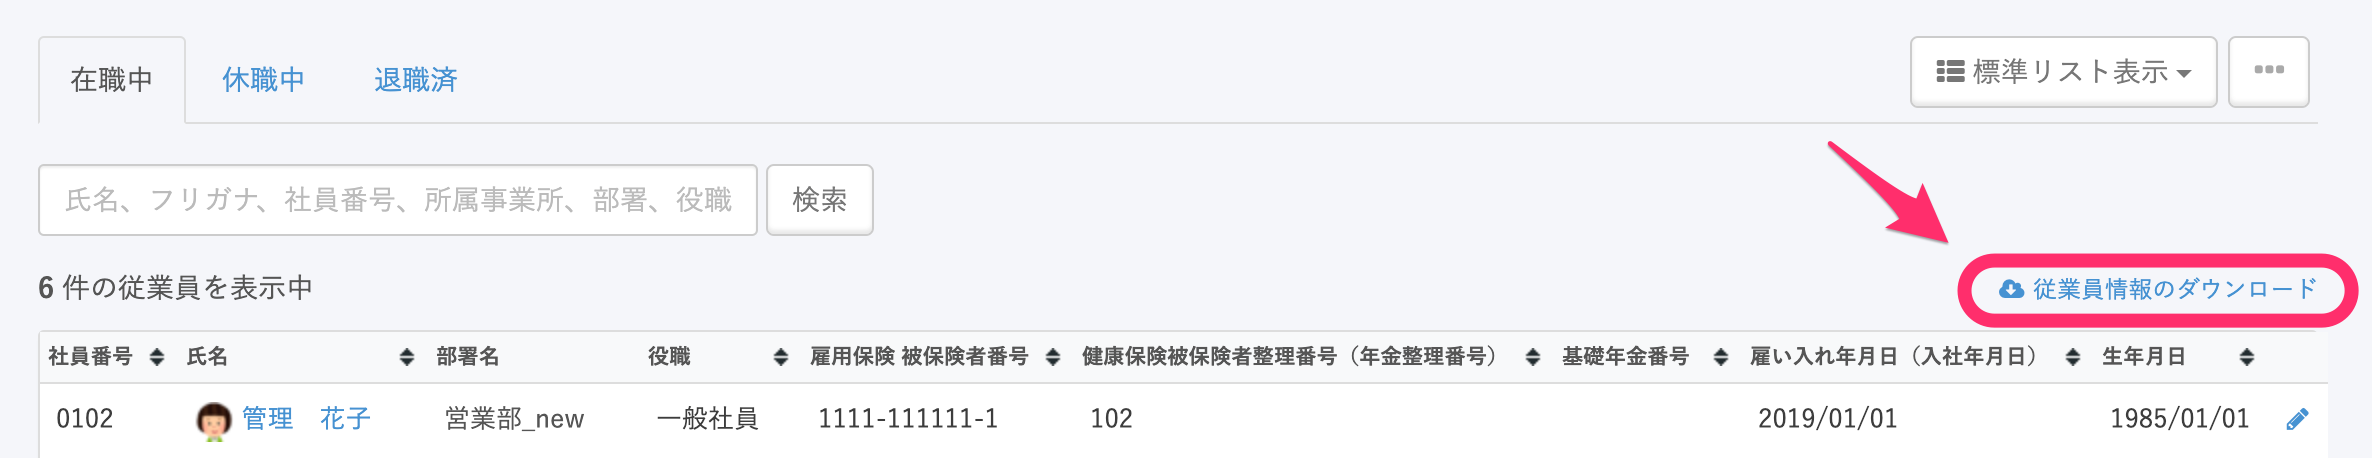 在職中 休職中 退職済 標準リスト表示
氏名、フリガナ、社員番号、所属事業所、部署、役職 検索
6 件の従業員を表示中 従業員情報のダウンロード
社員番号 氏名 部署名 役職 雇用保険 被保険者番号 健康保険被保険者整理番号（年金整理番号） 基礎年金番号 雇い入れ年月日（入社年月日） 生年月日
0102 管理 花子 営業部_new 一般社員 1111-111111-1 102 2019/01/01 1985/01/01